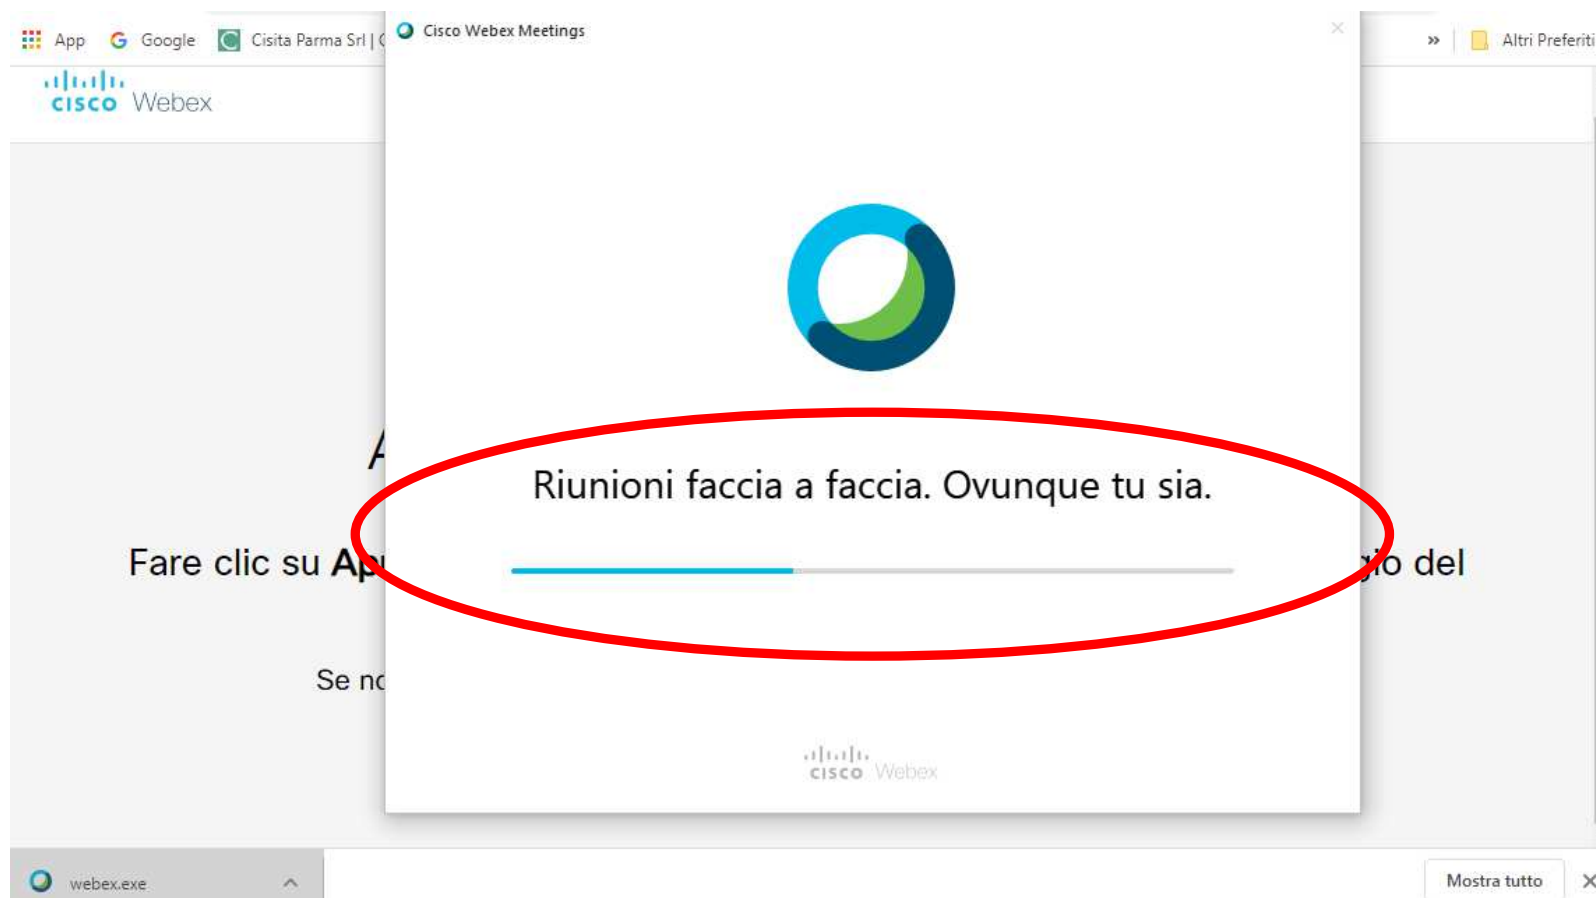 App Google Cisita Parma Srl |
Cisco Webex Meetings
» Altri Preferiti
cisco Webex
Riunioni faccia a faccia. Ovunque tu sia.
Fare clic su del
Se
cisco Webex
webex.exe
Mostra tutto